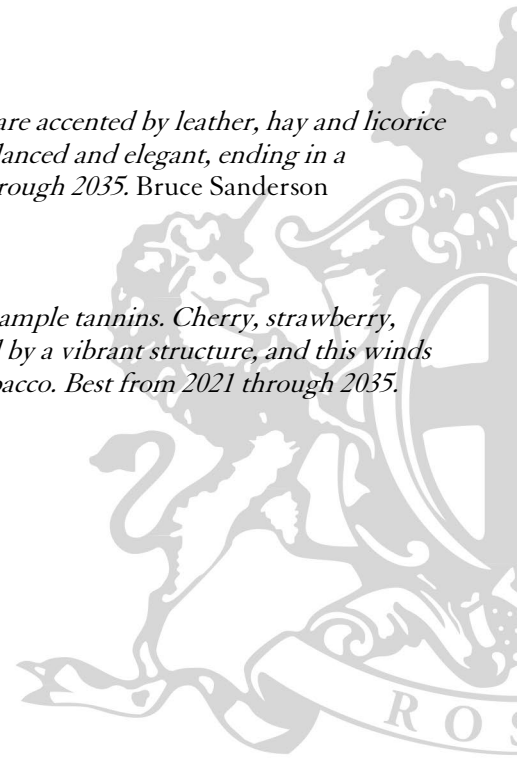 are accented by leather, hay and licorice
lanced and elegant, ending in a
rough 2035. Bruce Sanderson
ample tannins. Cherry, strawberry,
l by a vibrant structure, and this winds
bacco. Best from 2021 through 2035.
ROS